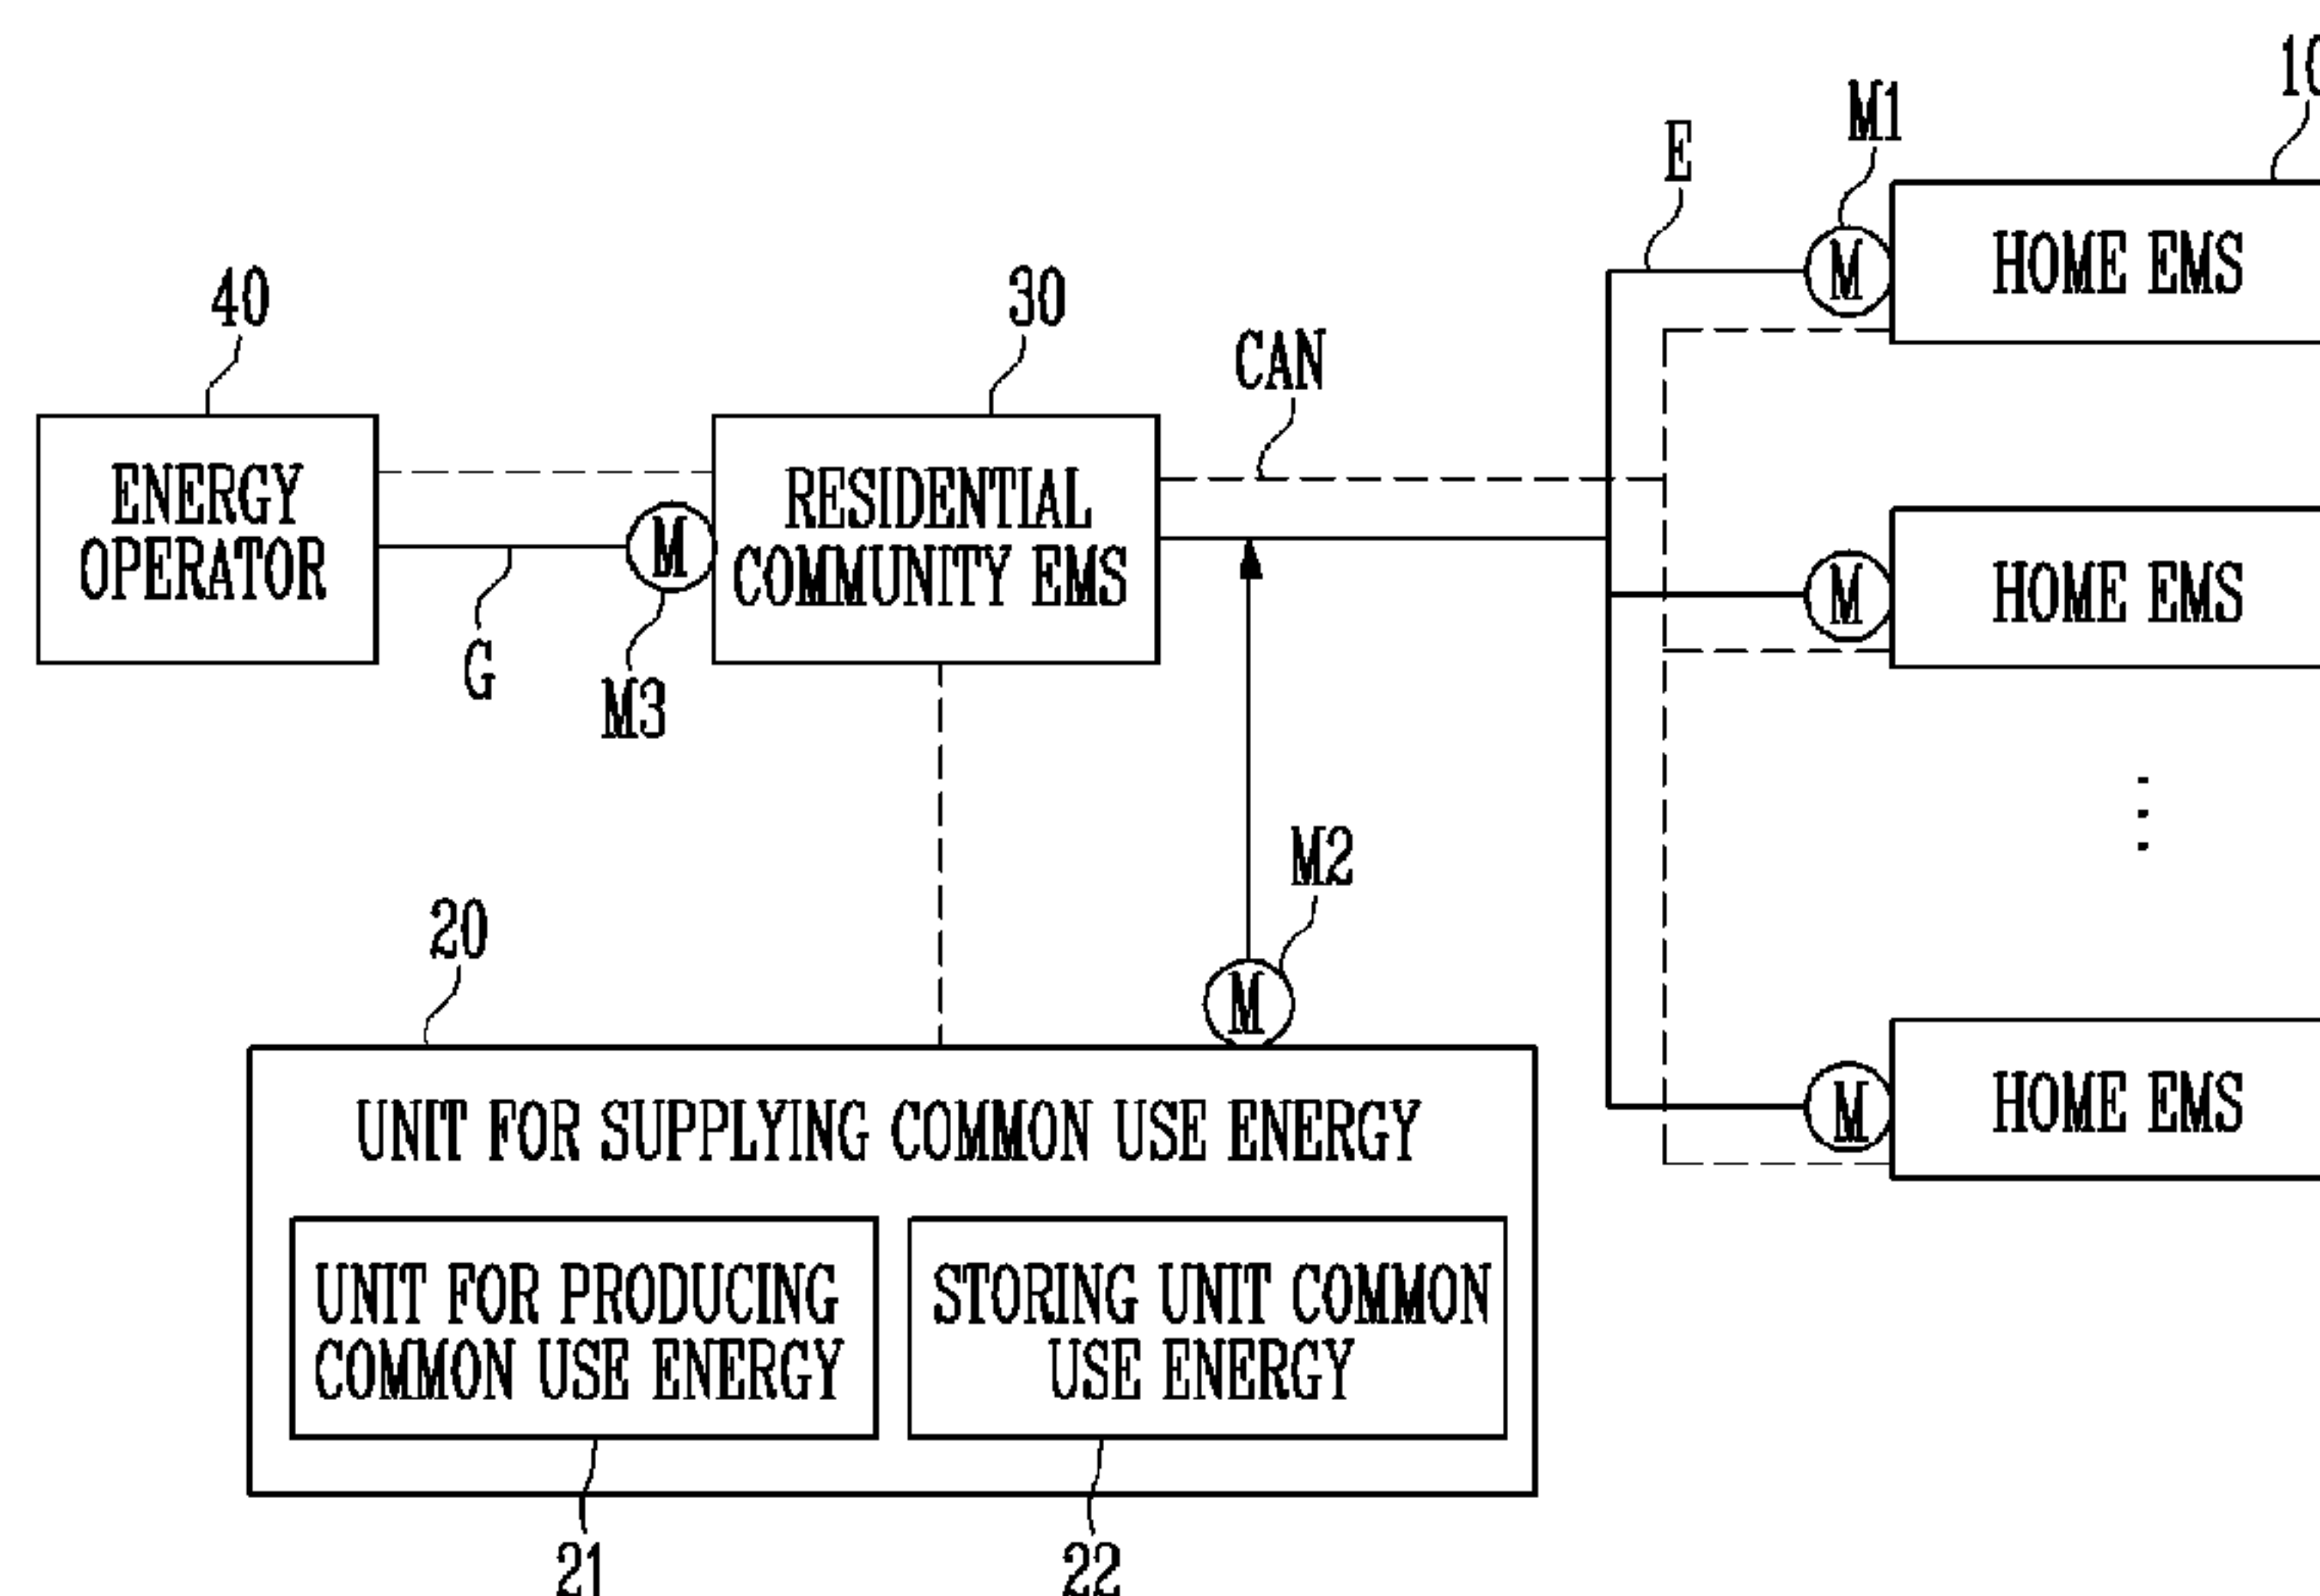 10
M1
E
M
HOME EMS
40
30
CAN
ENERGY
OPERATOR
M
RESIDENTIAL
COMMUNITY EMS
M
HOME EMS
G
M3
M2
20
M
M
HOME EMS
UNIT FOR SUPPLYING COMMON USE ENERGY
UNIT FOR PRODUCING
COMMON USE ENERGY
STORING UNIT COMMON
USE ENERGY
21
22